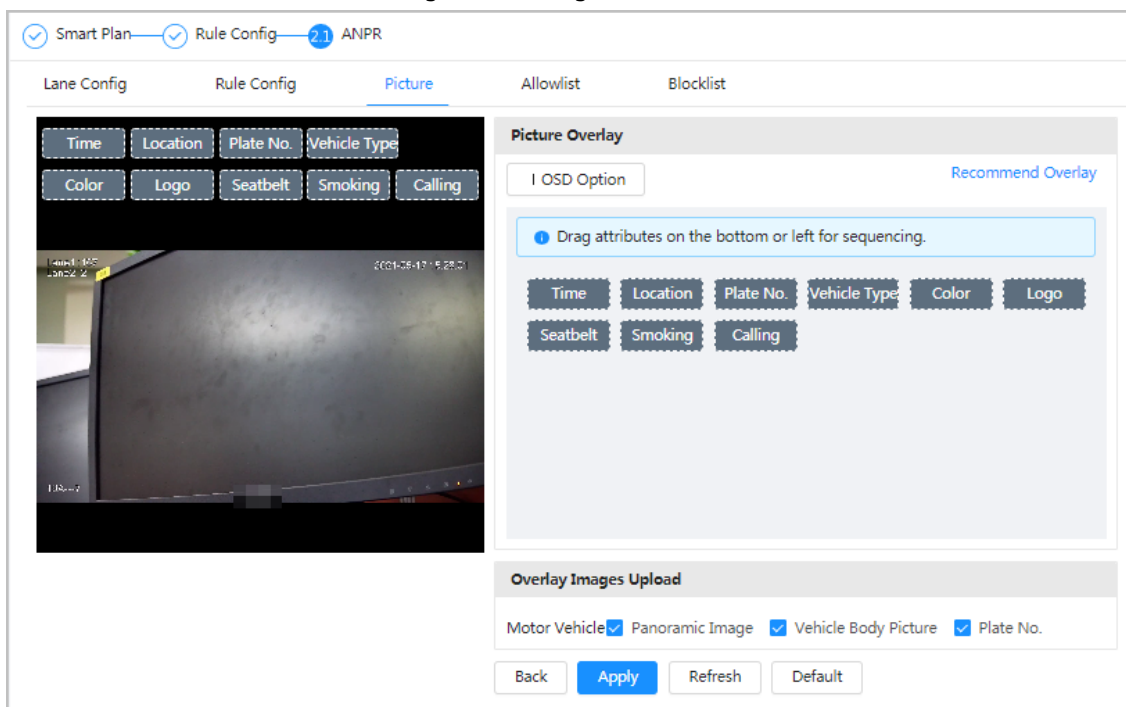 Smart Plan Rule Config 2.1 ANPR
Lane Config Rule Config Picture Allowlist Blocklist
Time Location Plate No. Vehicle Type
Color Logo Seatbelt Smoking Calling
Picture Overlay
I OSD Option Recommend Overlay
Drag attributes on the bottom or left for sequencing.
Time Location Plate No. Vehicle Type Color Logo
Seatbelt Smoking Calling
Overlay Images Upload
Motor Vehicle Panoramic Image Vehicle Body Picture Plate No.
Back Apply Refresh Default